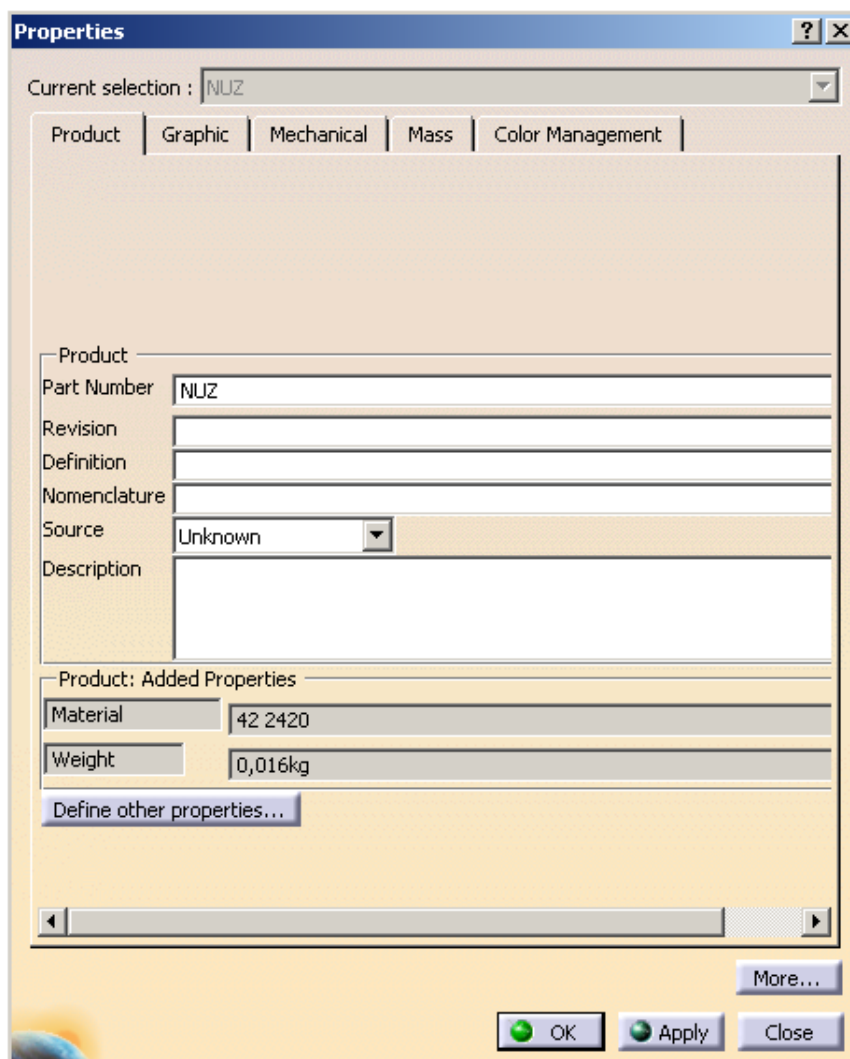 Properties
Current selection : NUZ
Product Graphic Mechanical Mass Color Management
Product
Part Number NUZ
Revision
Definition
Nomenclature
Source Unknown
Description
Product: Added Properties
Material 42 2420
Weight 0,016kg
Define other properties...
More...
OK Apply Close